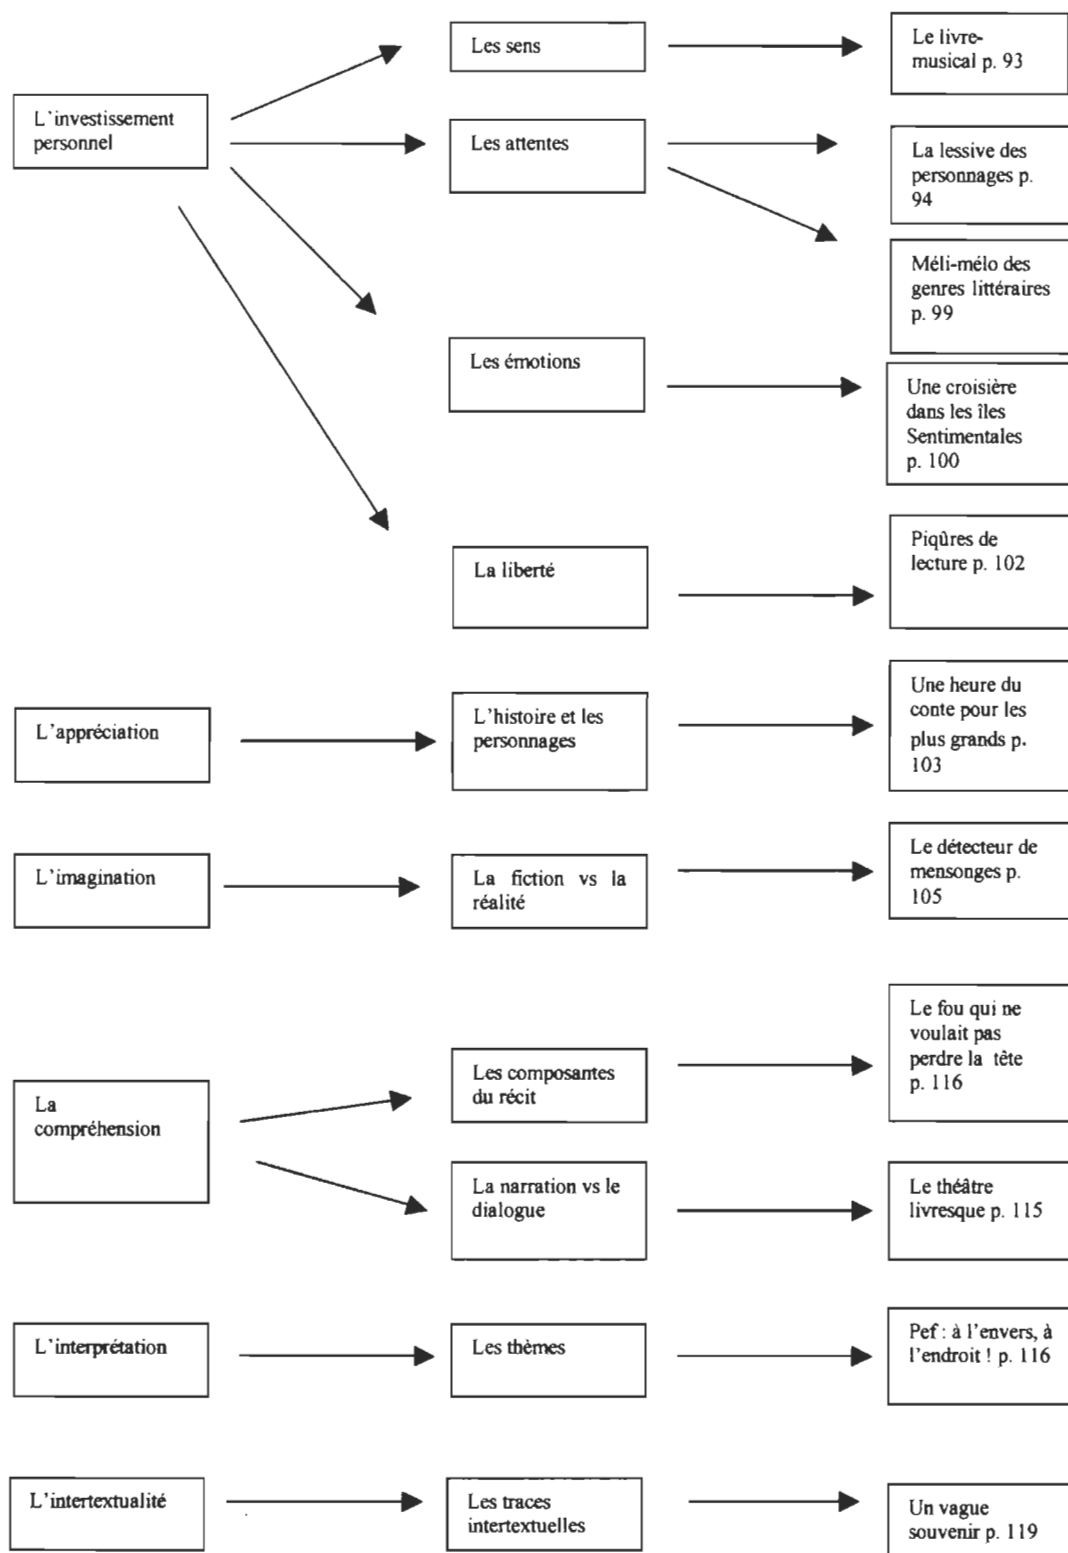 L'investissement
personnel
Les sens
Le livre-
musical p. 93
Les attentes
La lessive des
personnages p.
94
Méli-mélo des
genres littéraires
p. 99
Les émotions
Une croisière
dans les îles
Sentimentales
p. 100
La liberté
Piqûres de
lecture p. 102
L'appréciation
L'histoire et les
personnages
Une heure du
conte pour les
plus grands p.
103
L'imagination
La fiction vs la
réalité
Le détecteur de
mensonges p.
105
La
compréhension
Les composantes
du récit
Le fou qui ne
voulait pas
perdre la tête
p. 116
La narration vs le
dialogue
Le théâtre
livresque p. 115
L'interprétation
Les thèmes
Pef : à l'envers, à
l'endroit ! p. 116
L'intertextualité
Les traces
intertextuelles
Un vague
souvenir p. 119